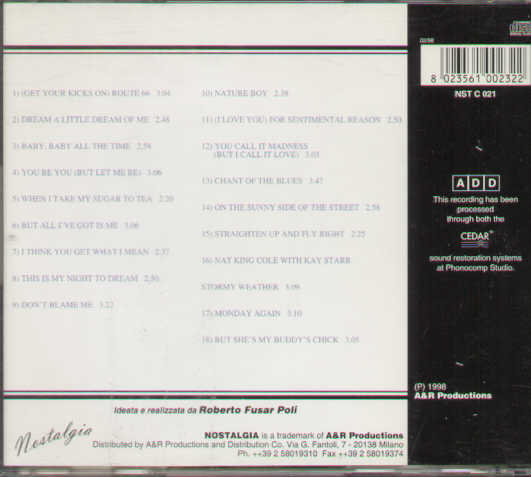 1) (GET YOUR KICKS ON) ROUTE 66 3.04
2) DREAM A LITTLE DREAM OF ME 2.48
3) BABY, BABY ALL THE TIME 2.58
4) YOU BE YOU (BUT LET ME BE) 3.06
5) WHEN I TAKE MY SUGAR TO TEA 2.20
6) BUT ALL I'VE GOT IS ME 3.06
7) I THINK YOU GET WHAT I MEAN 2.37
8) THIS IS MY NIGHT TO DREAM 2.50
9) DON'T BLAME ME 3.22
10) NATURE BOY 2.38
11) (I LOVE YOU) FOR SENTIMENTAL REASON 2.50
12) YOU CALL IT MADNESS
(BUT I CALL IT LOVE) 3.03
13) CHANT OF THE BLUES 3.47
14) ON THE SUNNY SIDE OF THE STREET 2.58
15) STRAIGHTEN UP AND FLY RIGHT 2.25
16) NAT KING COLE WITH KAY STARR
STORMY WEATHER 3.09
17) MONDAY AGAIN 3.10
18) BUT SHE'S MY BUDDY'S CHICK 3.05
Ideata e realizzata da Roberto Fusar Poli
Nostalgia
NOSTALGIA is a trademark of A&R Productions
Distributed by A&R Productions and Distribution Co. Via G. Fantoli, 7 - 20138 Milano
Ph. ++39 2 58019310 Fax ++39 2 58019374
02/98
8 023561 002322
NST C 021
ADD
This recording has been
processed
through both the
CEDAR
sound restoration systems
at Phonocomp Studio.
(P) 1998
A&R Productions